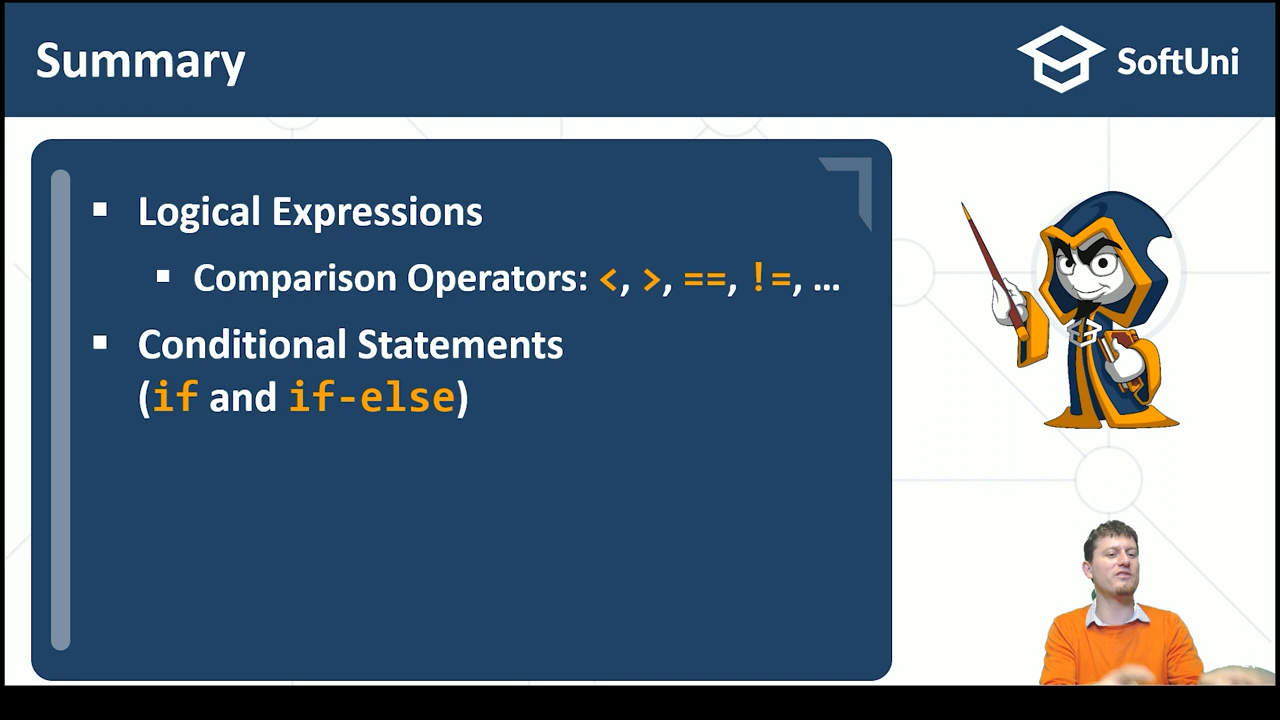 Summary
SoftUni
▪ Logical Expressions
▪ Comparison Operators: <, >, ==, !=, …
▪ Conditional Statements
(if and if-else)